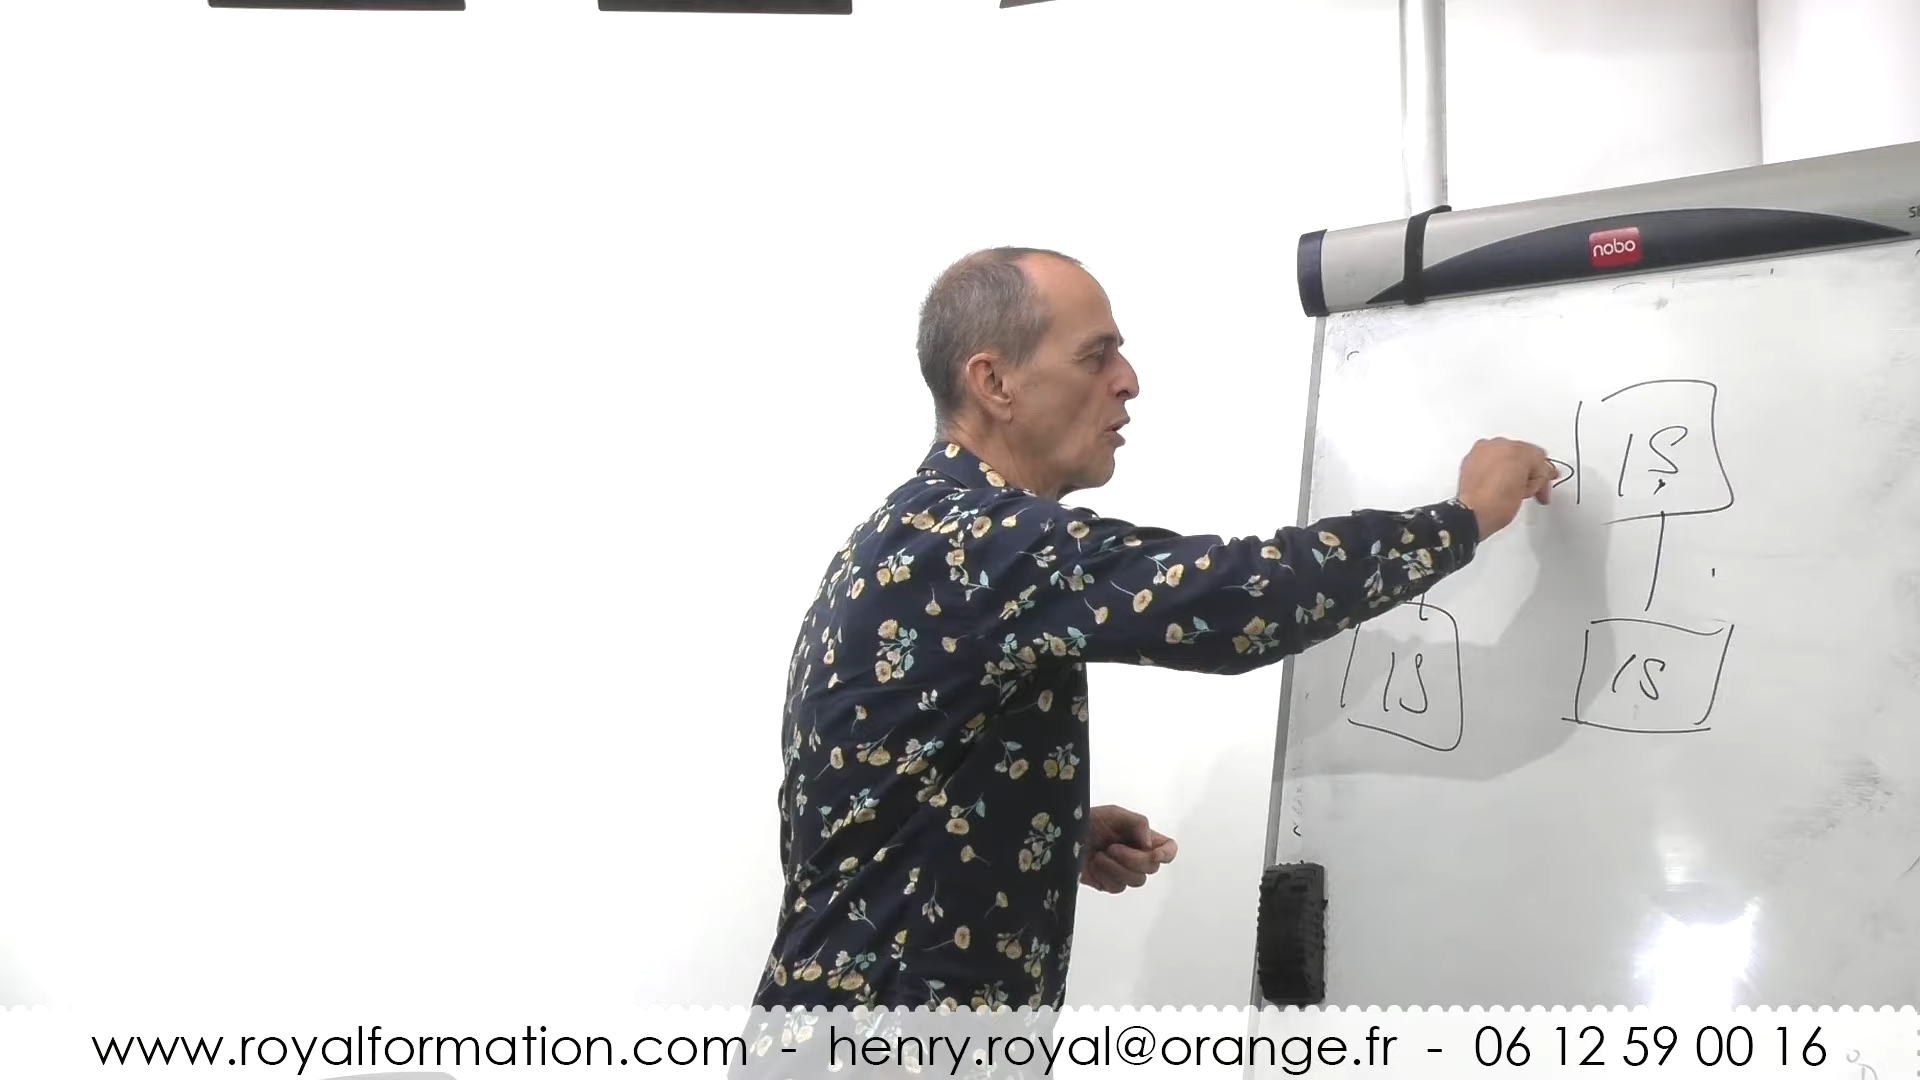 nobo
IS
IS
IS
www.royalformation.com - henry.royal@orange.fr - 06 12 59 00 16